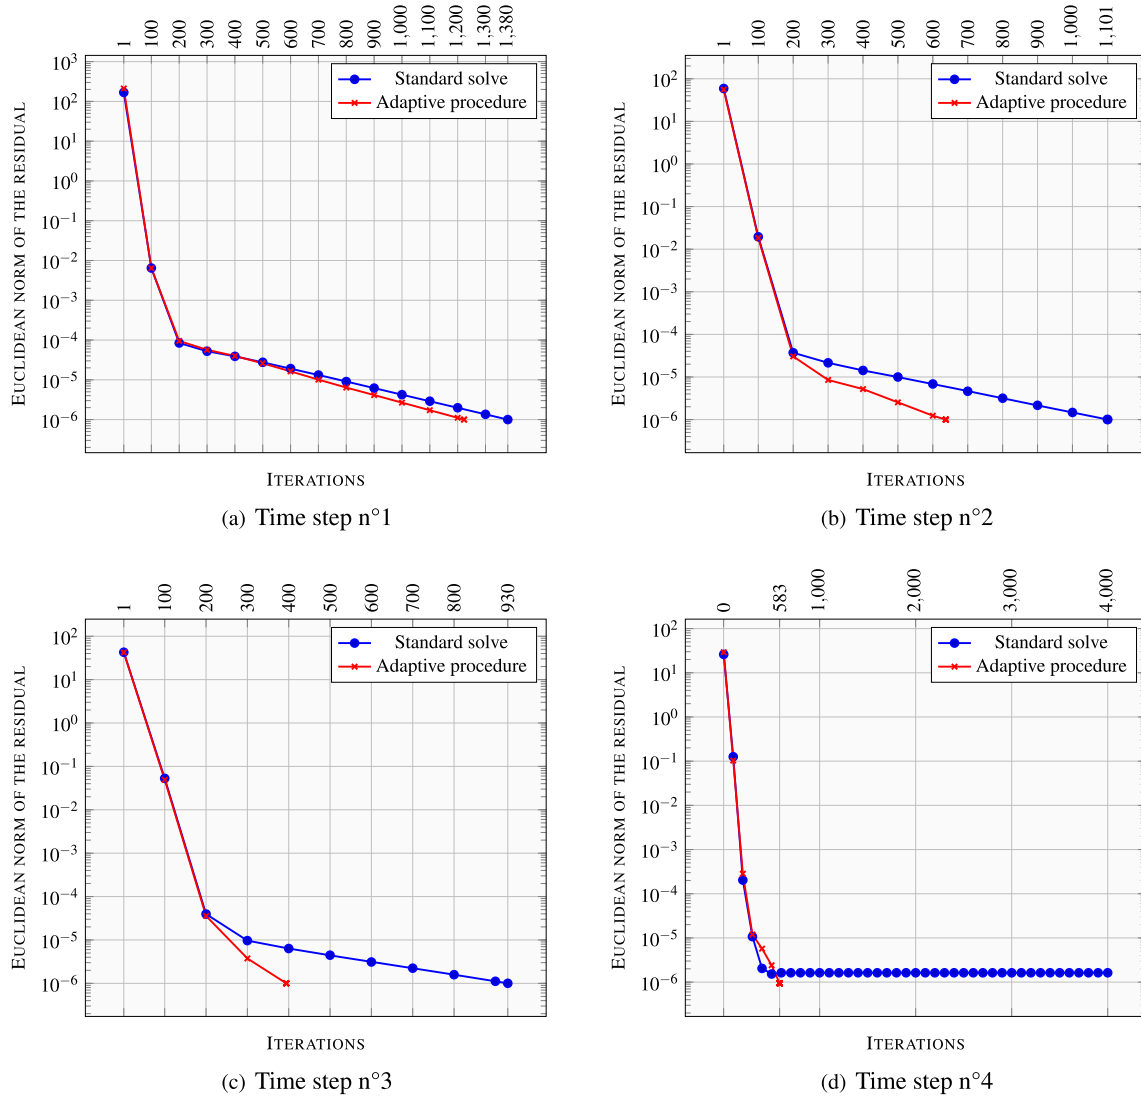 1 100 200 300 400 500 600 700 800 900 1,000 1,100 1,200 1,300 1,380
10^3
10^2
10^1
10^0
10^−1
10^−2
10^−3
10^−4
10^−5
10^−6
EUCLIDEAN NORM OF THE RESIDUAL
Standard solve
Adaptive procedure
ITERATIONS
(a) Time step n°1
1 100 200 300 400 500 600 700 800 900 1,000 1,101
10^2
10^1
10^0
10^−1
10^−2
10^−3
10^−4
10^−5
10^−6
EUCLIDEAN NORM OF THE RESIDUAL
Standard solve
Adaptive procedure
ITERATIONS
(b) Time step n°2
1 100 200 300 400 500 600 700 800 930
10^2
10^1
10^0
10^−1
10^−2
10^−3
10^−4
10^−5
10^−6
EUCLIDEAN NORM OF THE RESIDUAL
Standard solve
Adaptive procedure
ITERATIONS
(c) Time step n°3
0 583 1,000 2,000 3,000 4,000
10^2
10^1
10^0
10^−1
10^−2
10^−3
10^−4
10^−5
10^−6
EUCLIDEAN NORM OF THE RESIDUAL
Standard solve
Adaptive procedure
ITERATIONS
(d) Time step n°4